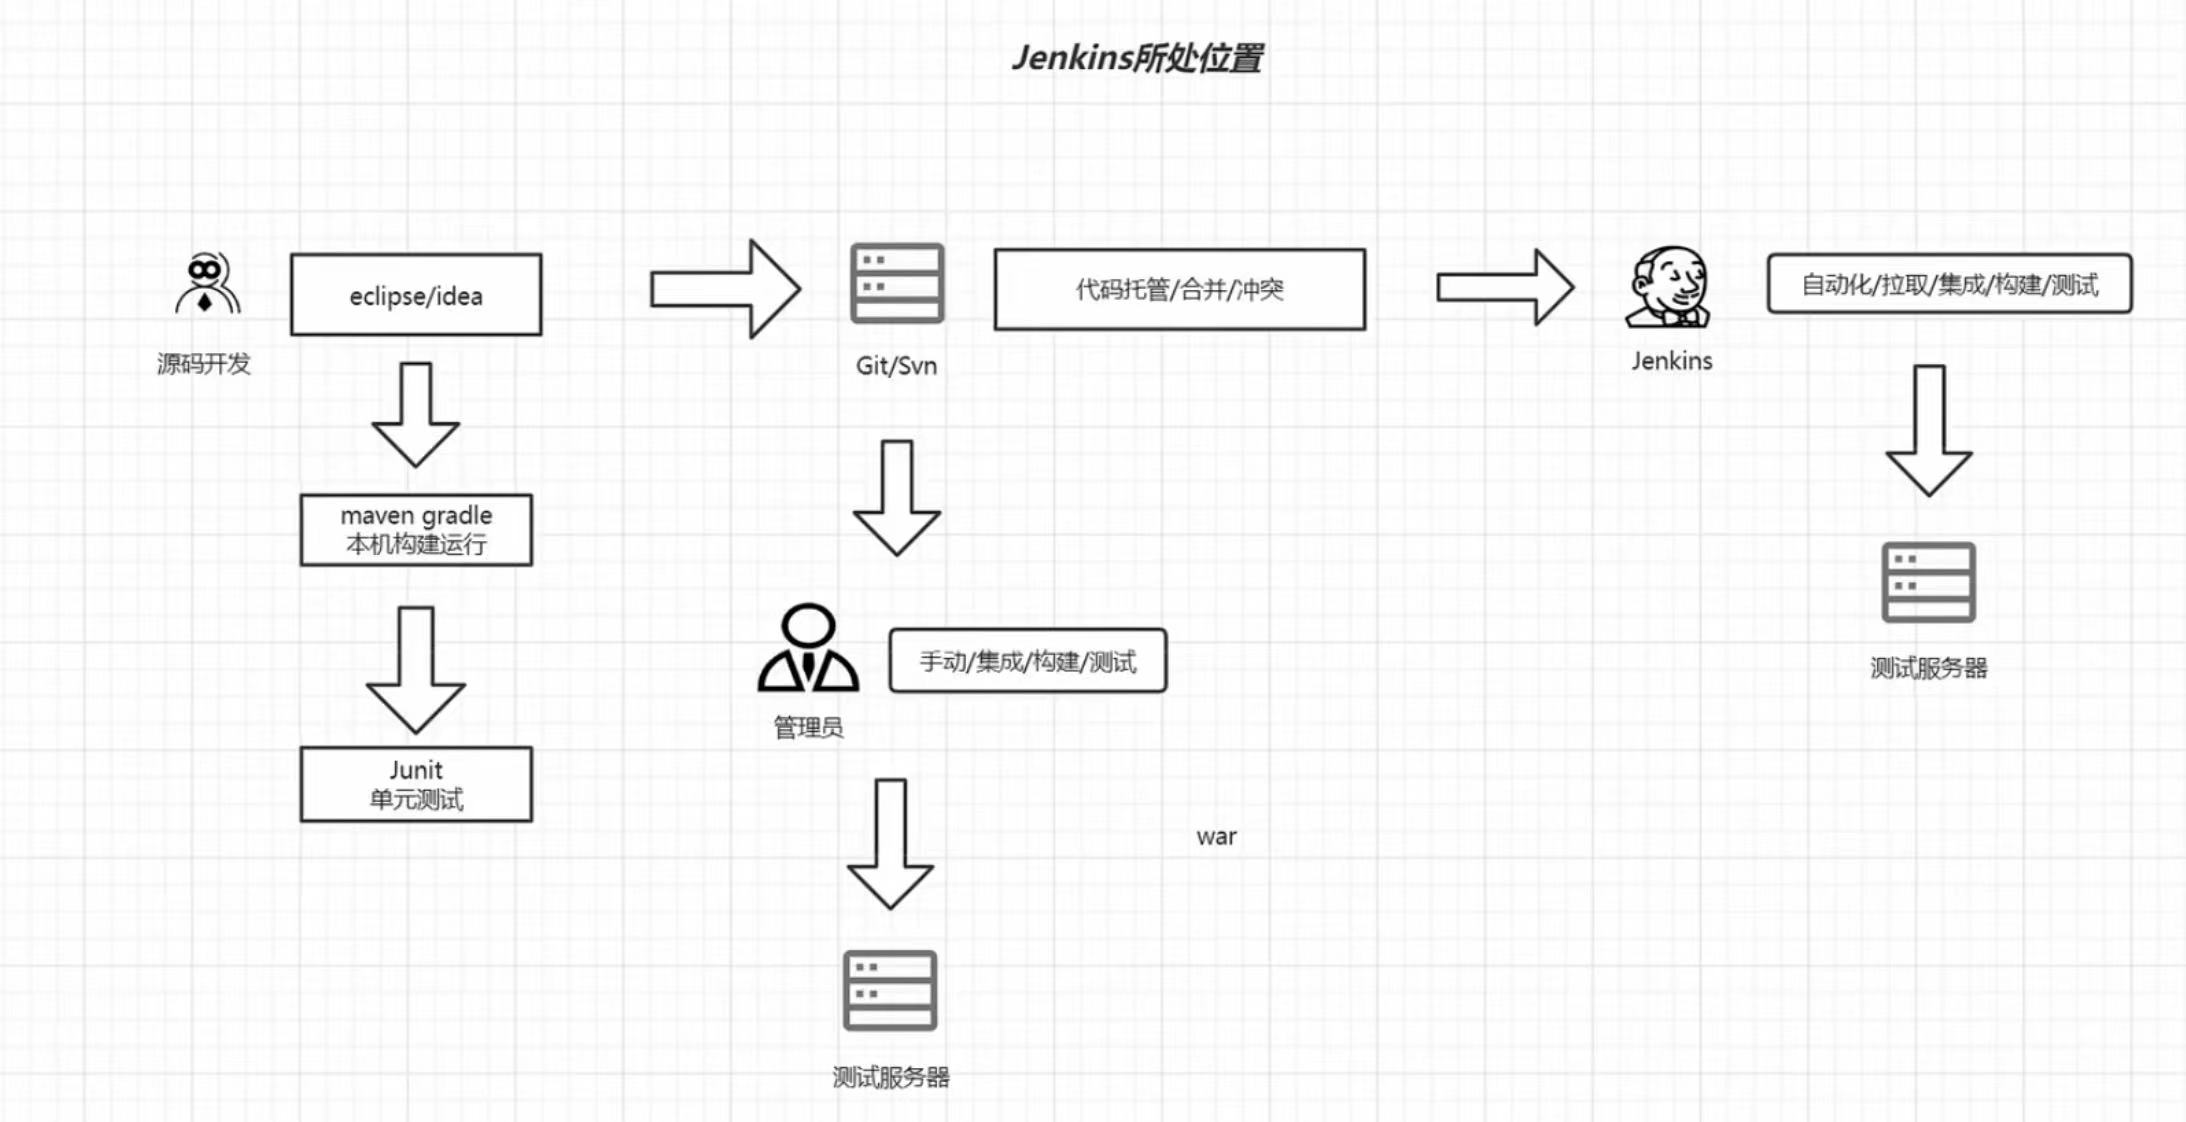 Jenkins所处位置
eclipse/idea
源码开发
代码托管/合并/冲突
Git/Svn
自动化/拉取/集成/构建/测试
Jenkins
maven gradle
本机构建运行
手动/集成/构建/测试
管理员
测试服务器
Junit
单元测试
war
测试服务器